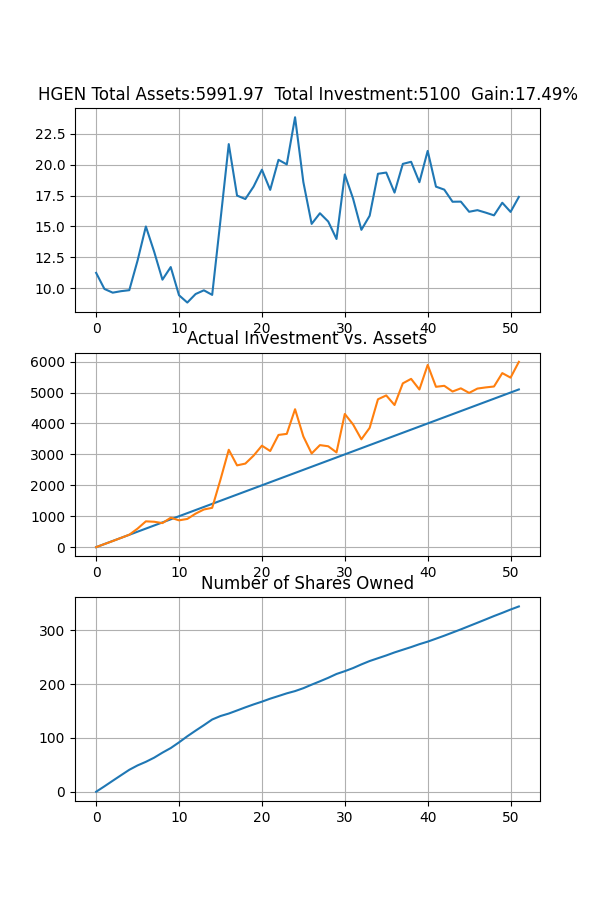 HGEN Total Assets:5991.97  Total Investment:5100  Gain:17.49%
22.5
20.0
17.5
15.0
12.5
10.0
0 10 20 30 40 50
Actual Investment vs. Assets
6000
5000
4000
3000
2000
1000
0
0 10 20 30 40 50
Number of Shares Owned
300
200
100
0
0 10 20 30 40 50